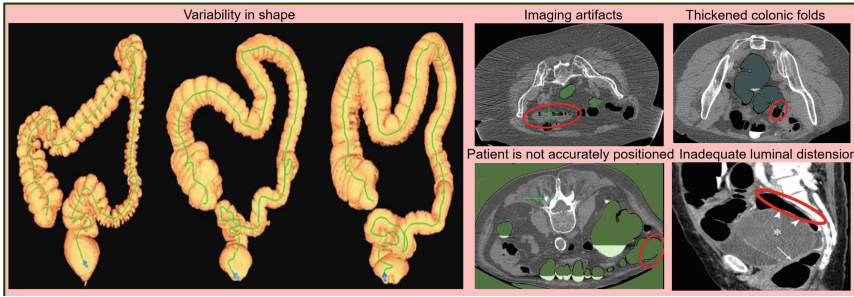 Variability in shape
Imaging artifacts
Thickened colonic folds
Patient is not accurately positioned
Inadequate luminal distension
*